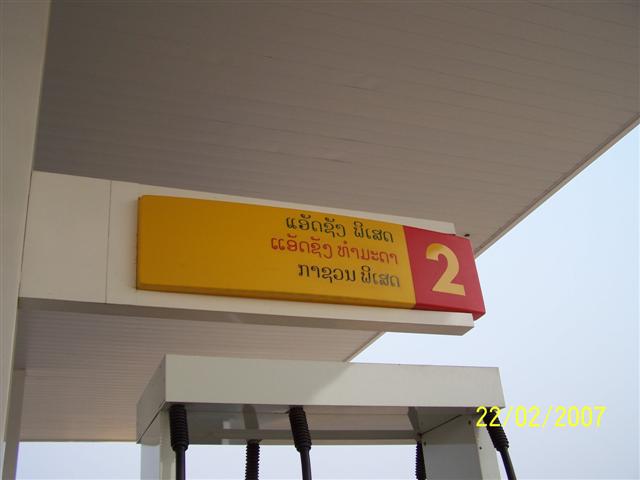 ແອັດຊັງ ພິເສດ
ແອັດຊັງ ທຳມະດາ
ກາຊວນ ພິເສດ
2
22/02/2007